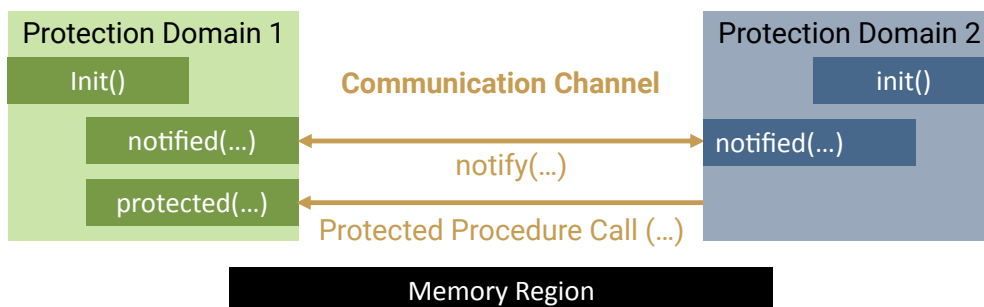 Protection Domain 1
Protection Domain 2
Init()
Communication Channel
init()
notified(...)
notified(...)
notify(...)
protected(...)
Protected Procedure Call (...)
Memory Region